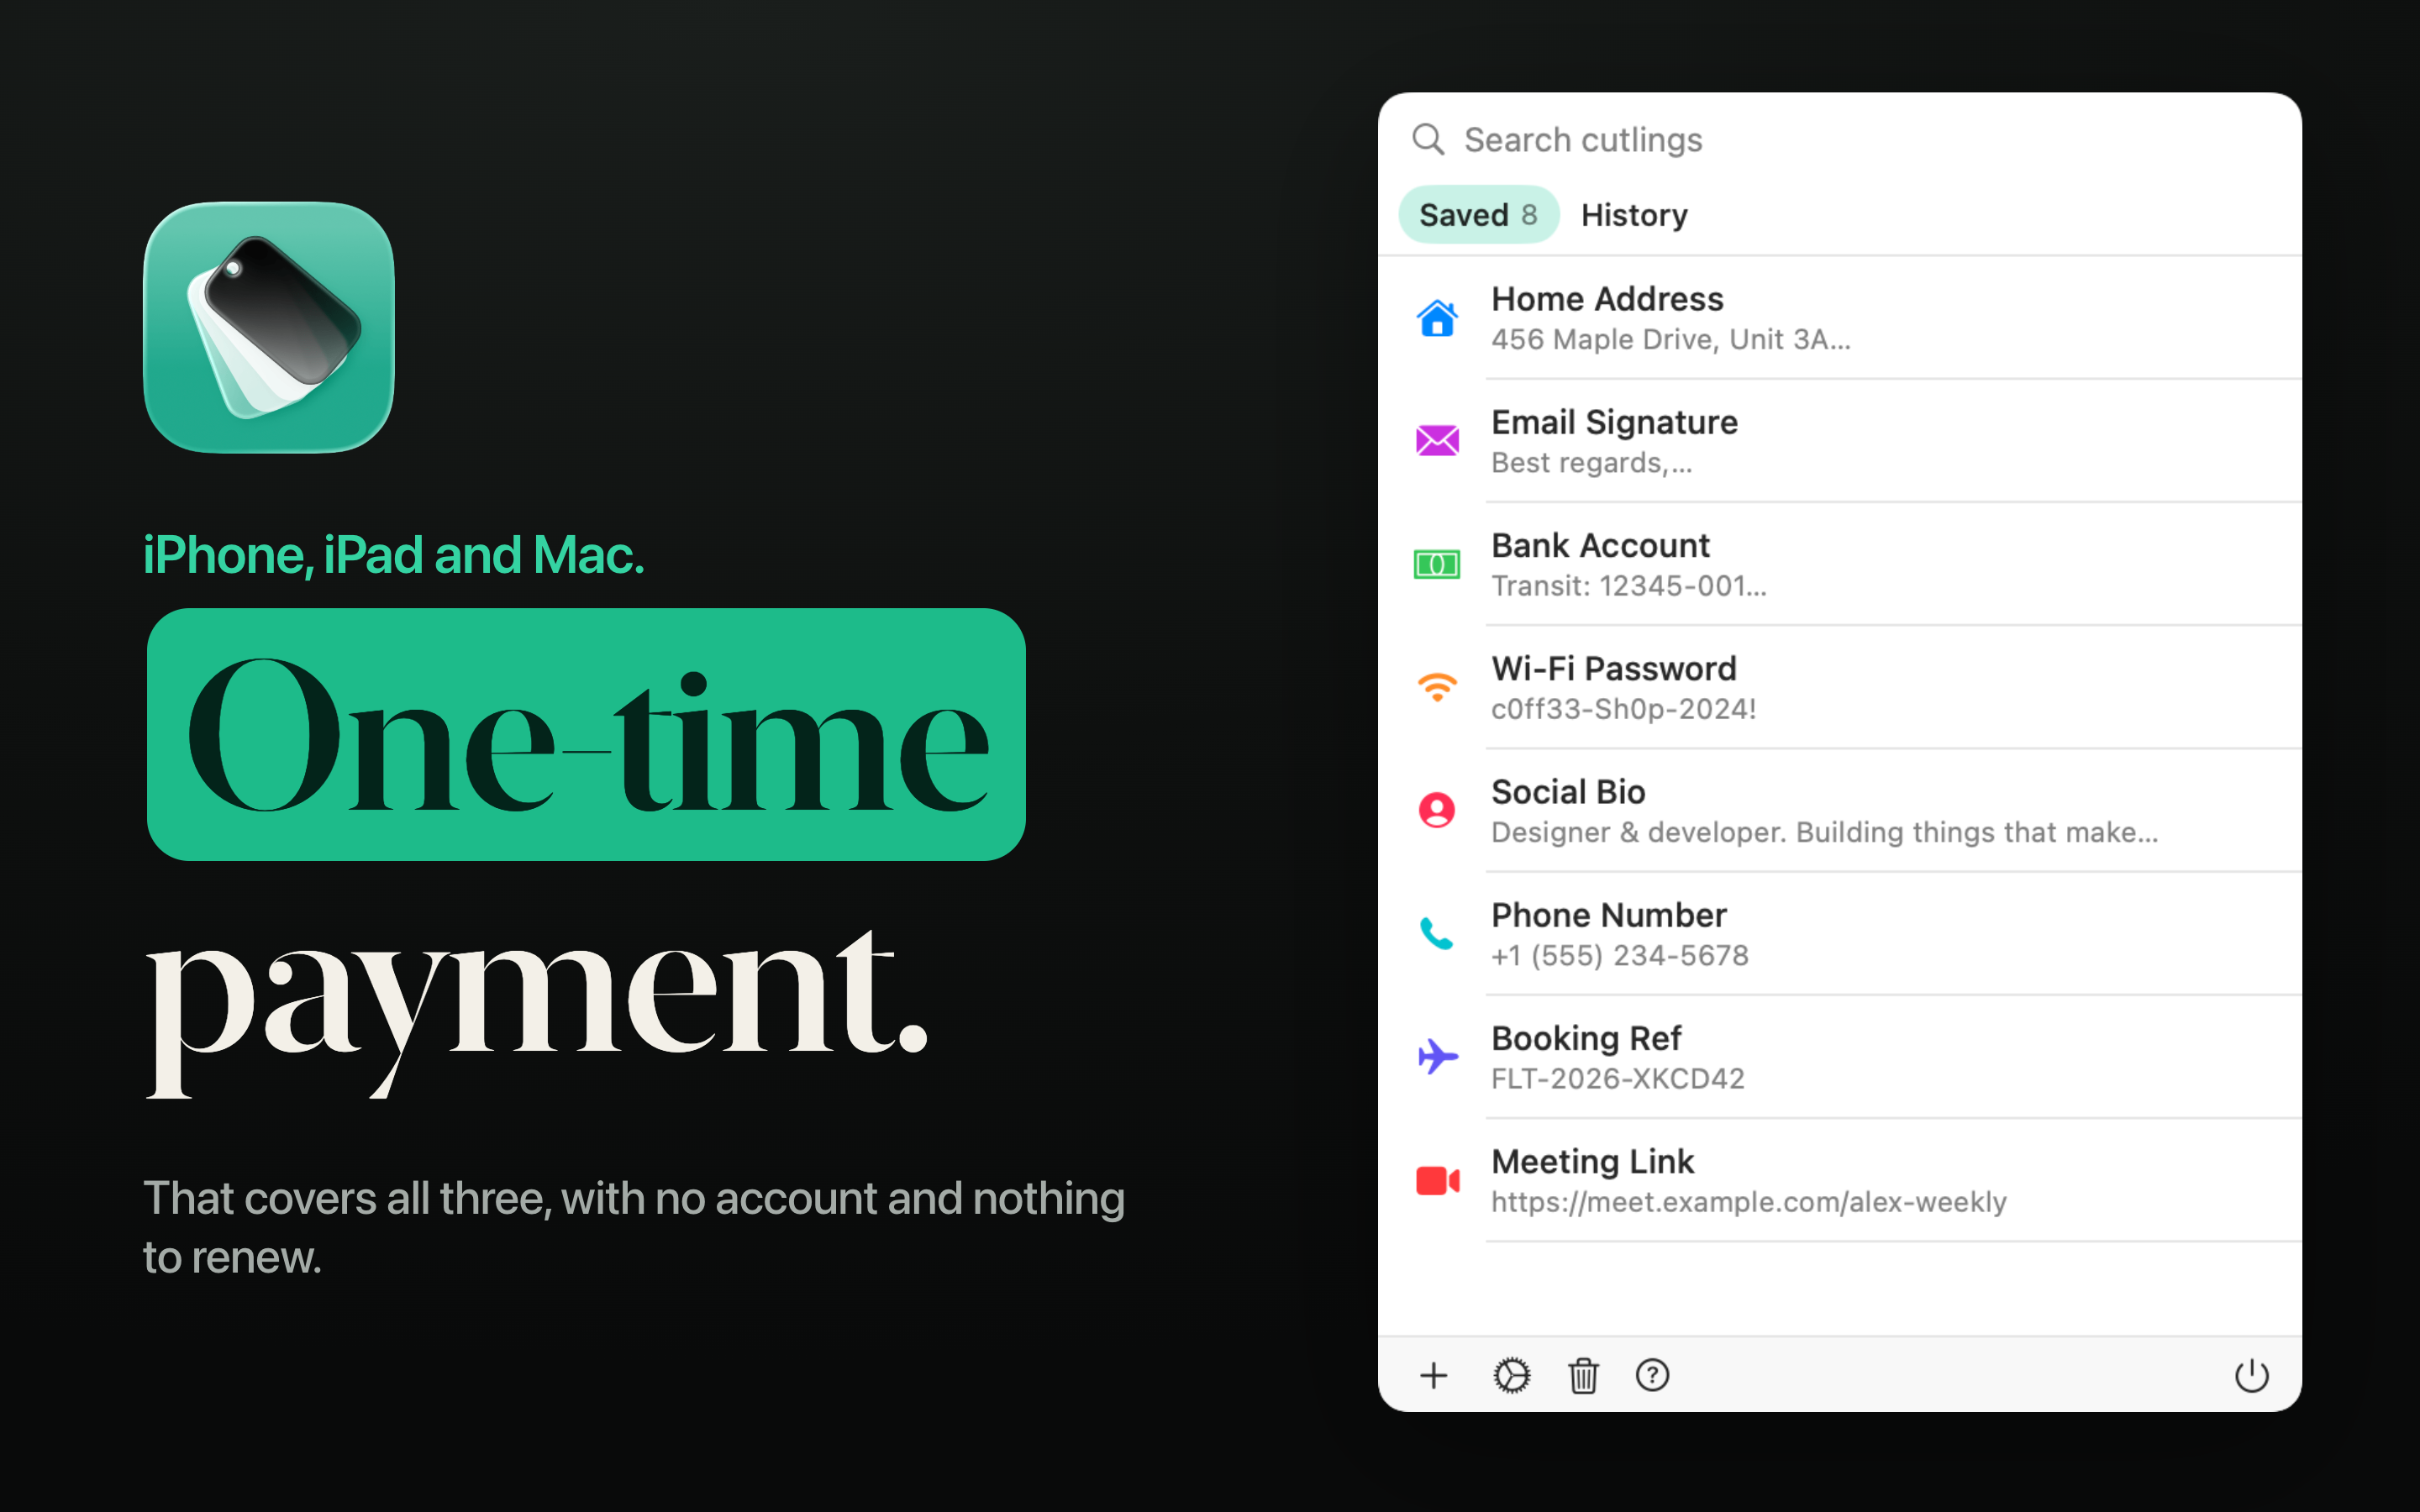 iPhone, iPad and Mac.
One-time
payment.
That covers all three, with no account and nothing
to renew.
Search cutlings
Saved 8 History
Home Address
456 Maple Drive, Unit 3A...
Email Signature
Best regards,...
Bank Account
Transit: 12345-001...
Wi-Fi Password
c0ff33-Sh0p-2024!
Social Bio
Designer & developer. Building things that make...
Phone Number
+1 (555) 234-5678
Booking Ref
FLT-2026-XKCD42
Meeting Link
https://meet.example.com/alex-weekly